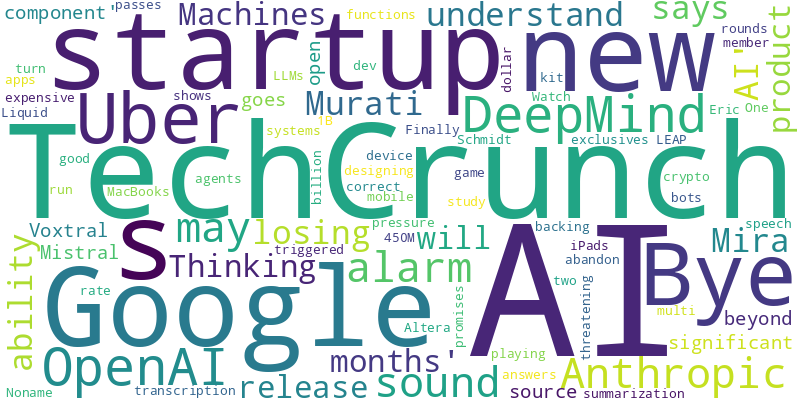 component'
passes
Machines
functions
understand
says
startup
new
rounds
member
turn
apps
open
LLMs
dev
dollar
kit
AI'
product
expensive
Liquid
Uber
shows
goes
Murati
1B
DeepMind
Watch
Eric
One
TechCrunch
systems
Finally
Schmidt
exclusives
LEAP
good
run
MacBooks
agents
billion
device
designing
correct
mobile
game
study
crypto
bots
Voxtral
Mistral
s
may
losing
pressure
450M
will
backing
iPads
abandon
Mira
speech
ability
Thinking
triggered
alarm
AI
Bye
rate
Google
Altera
promises
two
threatening
multi
beyond
significant
OpenAI
months'
playing
answers
Anthropic
Noname
transcription
release
sound
source
summarization